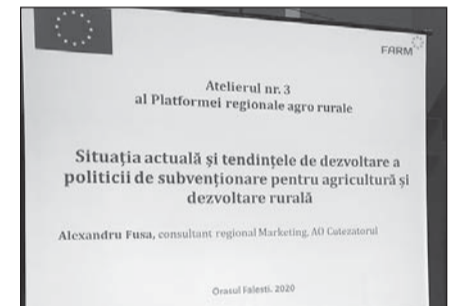 FARM
Atelierul nr. 3
al Platformei regionale agro rurale
Situația actuală și tendințele de dezvoltare a
politicii de subvenționare pentru agricultură și
dezvoltare rurală
Alexandru Fusa, consultant regional Marketing, AO Cutezatorul
Orasul Falesti, 2020